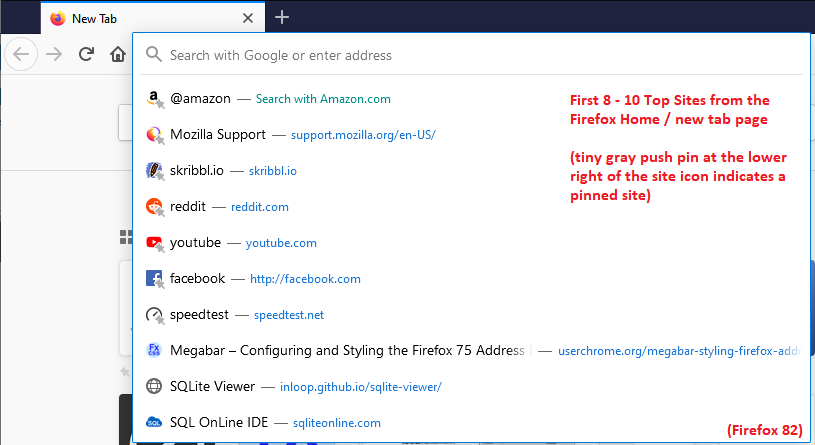 New Tab
Search with Google or enter address
@amazon — Search with Amazon.com
First 8 - 10 Top Sites from the
Firefox Home / new tab page
Mozilla Support — support.mozilla.org/en-US/
(tiny gray push pin at the lower
right of the site icon indicates a
pinned site)
skribbl.io — skribbl.io
reddit — reddit.com
youtube — youtube.com
facebook — http://facebook.com
speedtest — speedtest.net
Megabar – Configuring and Styling the Firefox 75 Address — userchrome.org/megabar-styling-firefox-add
SQLite Viewer — inloop.github.io/sqlite-viewer/
SQL OnLine IDE — sqliteonline.com
(Firefox 82)